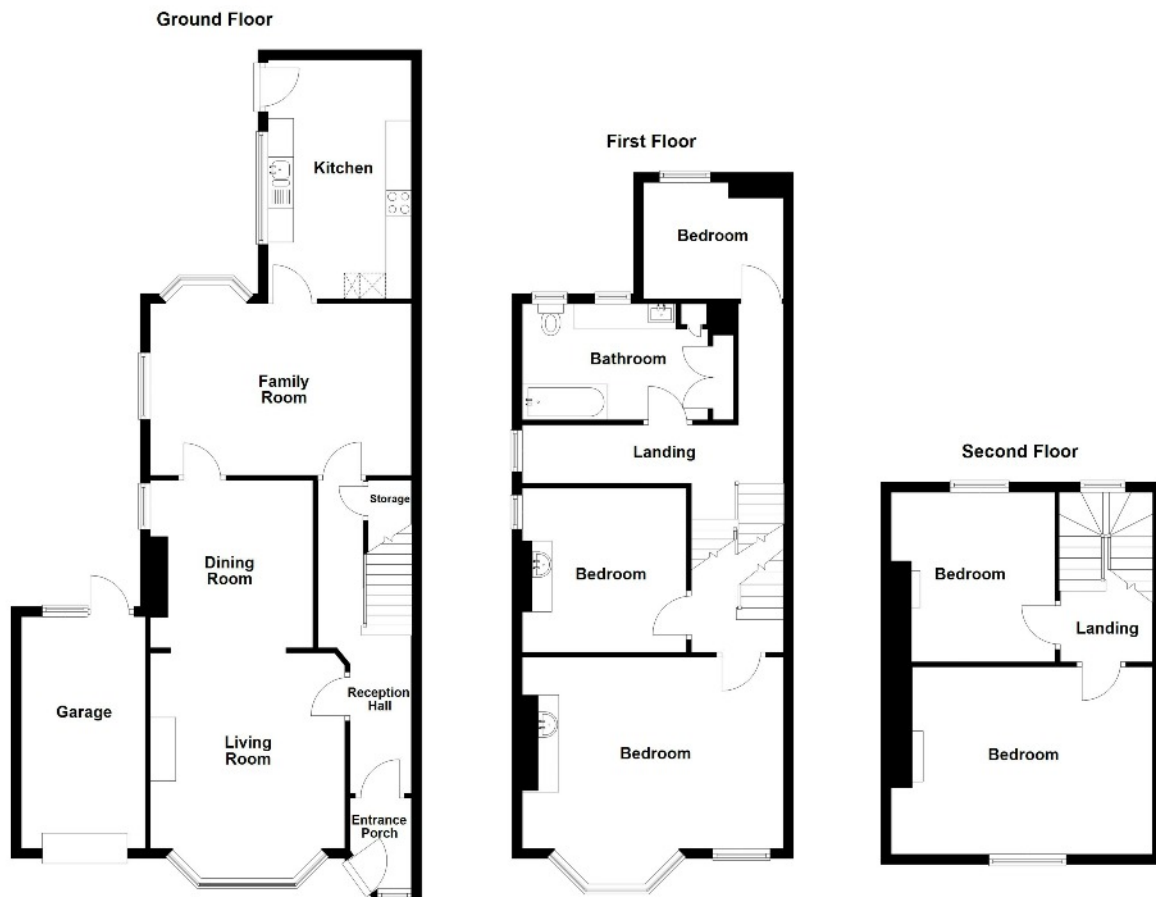 Ground Floor
Kitchen
Family
Room
Storage
Dining
Room
Reception
Hall
Garage
Living
Room
Entrance
Porch
First Floor
Bedroom
Bathroom
Landing
Bedroom
Bedroom
Second Floor
Bedroom
Landing
Bedroom